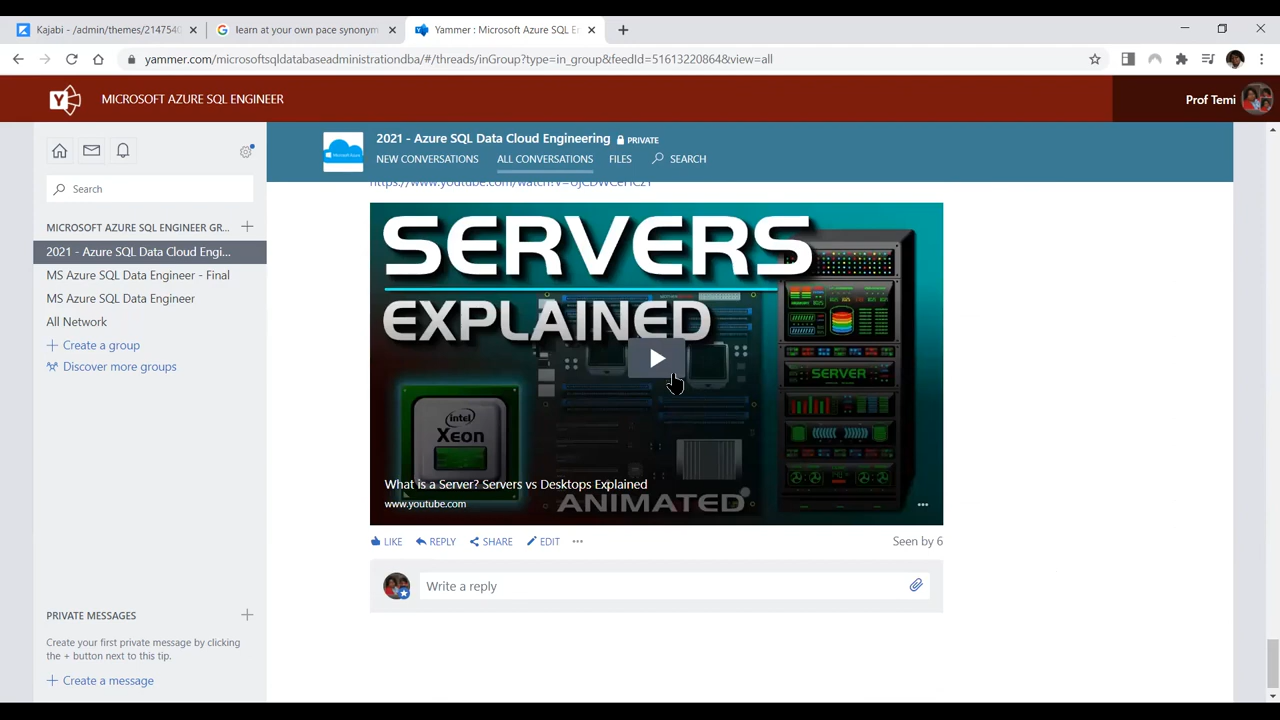 Kajabi - /admin/themes/2147540
learn at your own pace synonym
Yammer : Microsoft Azure SQL E
yammer.com/microsoftsqldatabaseadministrationdba/#/threads/inGroup?type=in_group&feedId=51613220864&view=all
MICROSOFT AZURE SQL ENGINEER
Prof Temi
2021 - Azure SQL Data Cloud Engineering PRIVATE
NEW CONVERSATIONS ALL CONVERSATIONS FILES SEARCH
Search
MICROSOFT AZURE SQL ENGINEER GR...
2021 - Azure SQL Data Cloud Engi...
MS Azure SQL Data Engineer - Final
MS Azure SQL Data Engineer
All Network
Create a group
Discover more groups
SERVERS
EXPLAINED
SERVER
intel
Xeon
What is a Server? Servers vs Desktops Explained
www.youtube.com
ANIMATED
LIKE REPLY SHARE EDIT
Seen by 6
Write a reply
PRIVATE MESSAGES
Create your first private message by clicking
the + button next to this tip.
Create a message